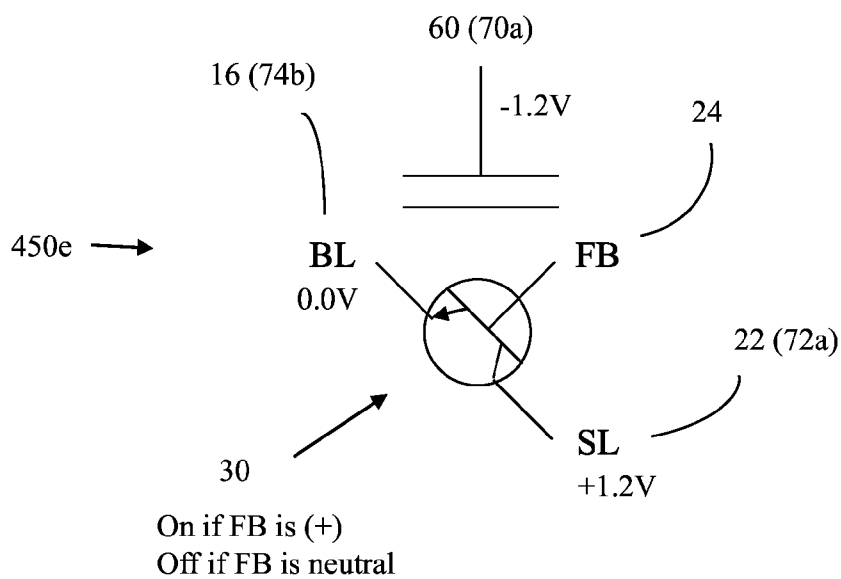 60 (70a)
16 (74b)
-1.2V
24
450e
BL
FB
0.0V
22 (72a)
30
SL
+1.2V
On if FB is (+)
Off if FB is neutral